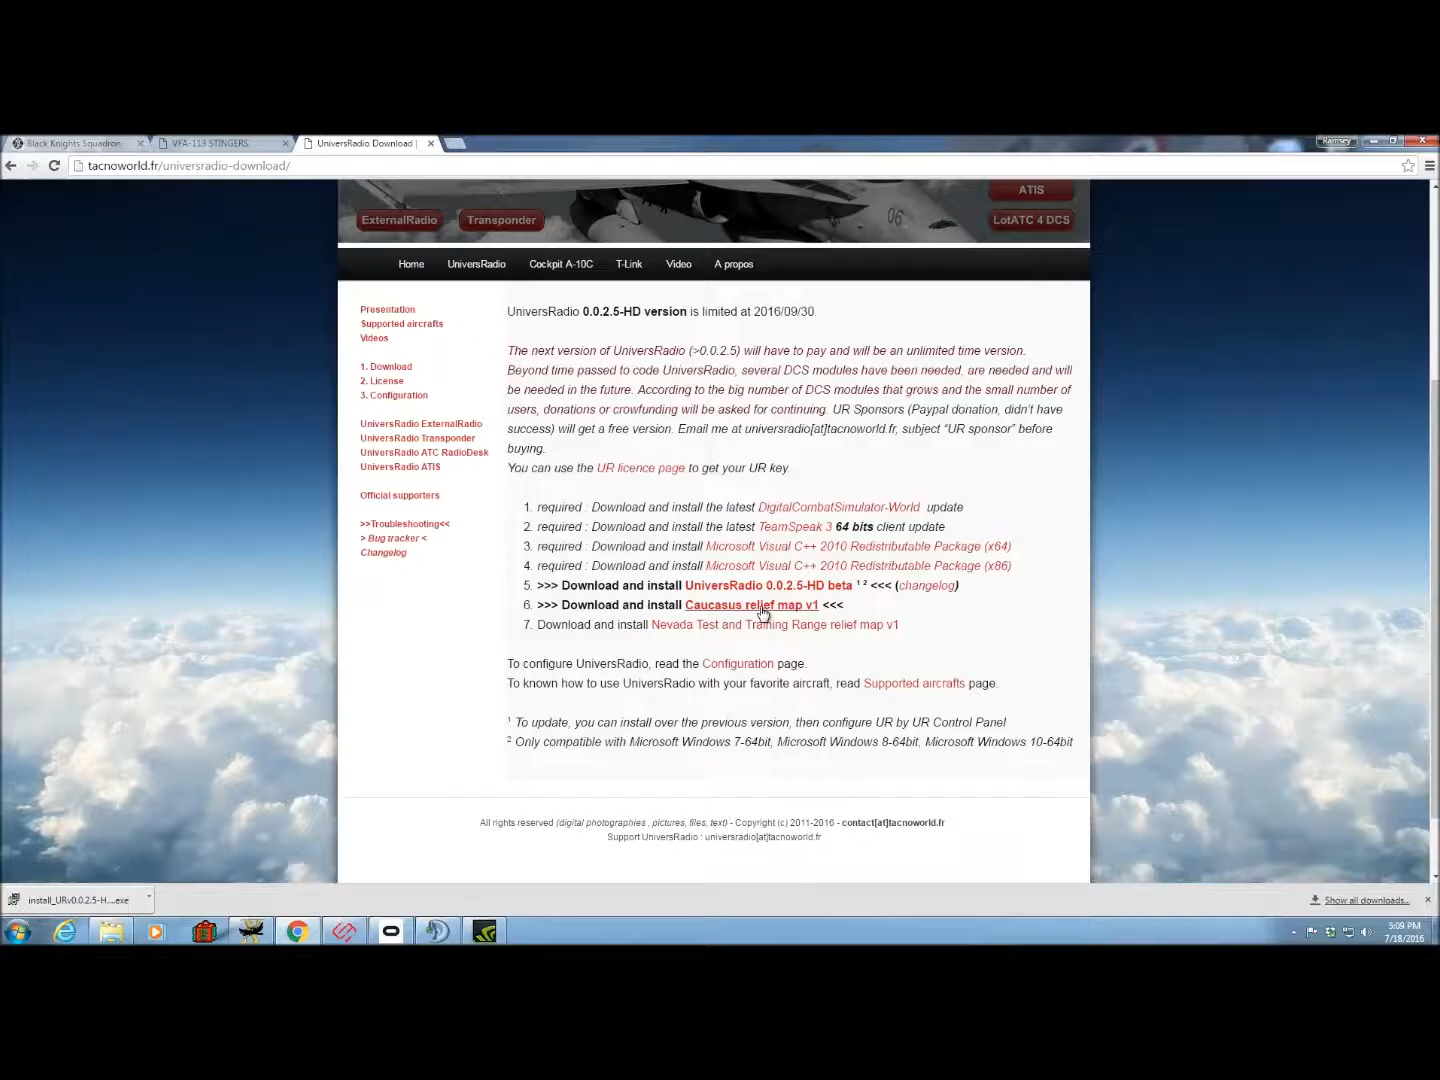 Black Knights Squadron
VFA-113 STINGERS
UniversRadio Download |
Ramsey
tacnoworld.fr/universradio-download/
ATIS
ExternalRadio
Transponder
06
LotATC 4 DCS
Home
UniversRadio
Cockpit A-10C
T-Link
Video
A propos
Presentation
Supported aircrafts
Videos
1. Download
2. License
3. Configuration
UniversRadio ExternalRadio
UniversRadio Transponder
UniversRadio ATC RadioDesk
UniversRadio ATIS
Official supporters
>>Troubleshooting<<
> Bug tracker <
Changelog
UniversRadio 0.0.2.5-HD version is limited at 2016/09/30.
The next version of UniversRadio (>0.0.2.5) will have to pay and will be an unlimited time version.
Beyond time passed to code UniversRadio, several DCS modules have been needed, are needed and will
be needed in the future. According to the big number of DCS modules that grows and the small number of
users, donations or crowfunding will be asked for continuing. UR Sponsors (Paypal donation, didn't have
success) will get a free version. Email me at universradio[at]tacnoworld.fr, subject "UR sponsor" before
buying.
You can use the UR licence page to get your UR key.
1. required : Download and install the latest DigitalCombatSimulator-World update
2. required : Download and install the latest TeamSpeak 3 64 bits client update
3. required : Download and install Microsoft Visual C++ 2010 Redistributable Package (x64)
4. required : Download and install Microsoft Visual C++ 2010 Redistributable Package (x86)
5. >>> Download and install UniversRadio 0.0.2.5-HD beta ¹ ² <<< (changelog)
6. >>> Download and install Caucasus relief map v1 <<<
7. Download and install Nevada Test and Training Range relief map v1
To configure UniversRadio, read the Configuration page.
To known how to use UniversRadio with your favorite aircraft, read Supported aircrafts page.
¹ To update, you can install over the previous version, then configure UR by UR Control Panel
² Only compatible with Microsoft Windows 7-64bit, Microsoft Windows 8-64bit, Microsoft Windows 10-64bit
All rights reserved (digital photographies , pictures, files, text) - Copyright (c) 2011-2016 - contact[at]tacnoworld.fr
Support UniversRadio : universradio[at]tacnoworld.fr
install_URv0.0.2.5-H....exe
Show all downloads...
5:09 PM
7/18/2016